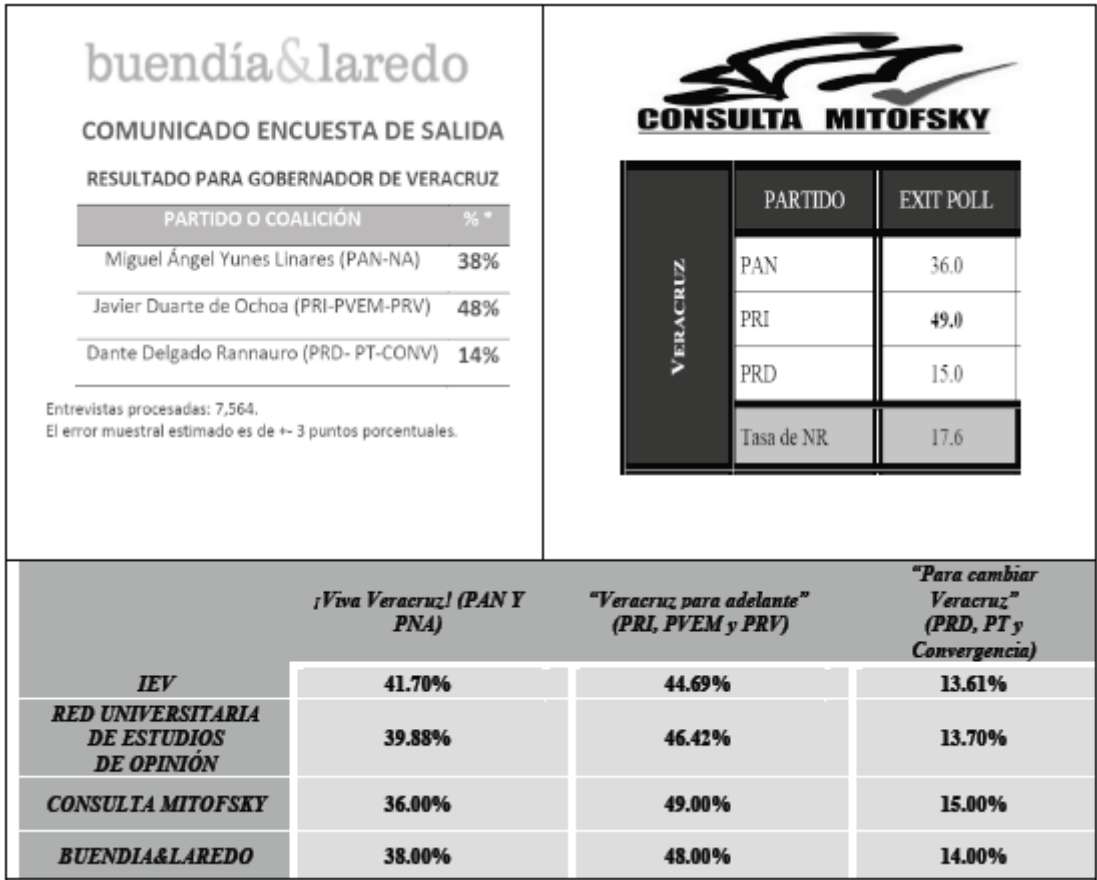 buendía&laredo
COMUNICADO ENCUESTA DE SALIDA
RESULTADO PARA GOBERNADOR DE VERACRUZ
PARTIDO O COALICIÓN % *
Miguel Ángel Yunes Linares (PAN-NA) 38%
Javier Duarte de Ochoa (PRI-PVEM-PRV) 48%
Dante Delgado Rannauro (PRD- PT-CONV) 14%
Entrevistas procesadas: 7,564.
El error muestral estimado es de +- 3 puntos porcentuales.
CONSULTA MITOFSKY
VERACRUZ
PARTIDO EXIT POLL
PAN 36.0
PRI 49.0
PRD 15.0
Tasa de NR 17.6
¡Viva Veracruz! (PAN Y
PNA)
"Veracruz para adelante"
(PRI, PVEM y PRV)
"Para cambiar
Veracruz"
(PRD, PT y
Convergencia)
IEV 41.70% 44.69% 13.61%
RED UNIVERSITARIA
DE ESTUDIOS 39.88% 46.42% 13.70%
DE OPINIÓN
CONSULTA MITOFSKY 36.00% 49.00% 15.00%
BUENDIA&LAREDO 38.00% 48.00% 14.00%